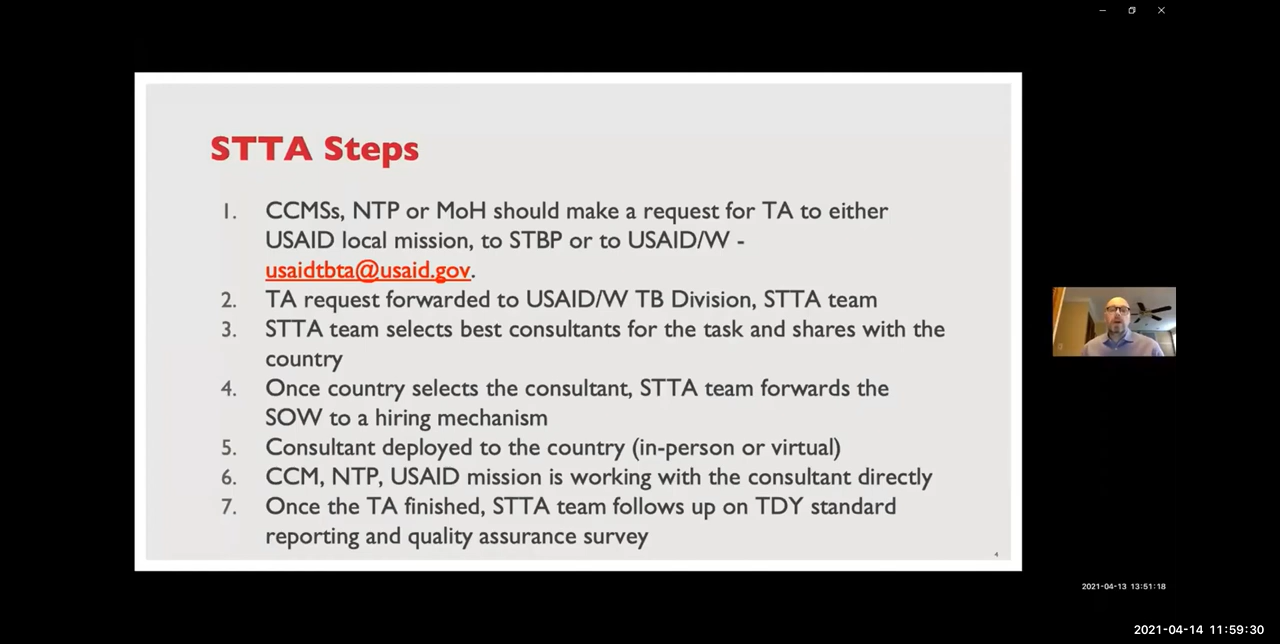 STTA Steps
1. CCMSs, NTP or MoH should make a request for TA to either
USAID local mission, to STBP or to USAID/W -
usaidtbta@usaid.gov.
2. TA request forwarded to USAID/W TB Division, STTA team
3. STTA team selects best consultants for the task and shares with the
country
4. Once country selects the consultant, STTA team forwards the
SOW to a hiring mechanism
5. Consultant deployed to the country (in-person or virtual)
6. CCM, NTP, USAID mission is working with the consultant directly
7. Once the TA finished, STTA team follows up on TDY standard
reporting and quality assurance survey
4
2021-04-13 13:51:18
2021-04-14 11:59:30